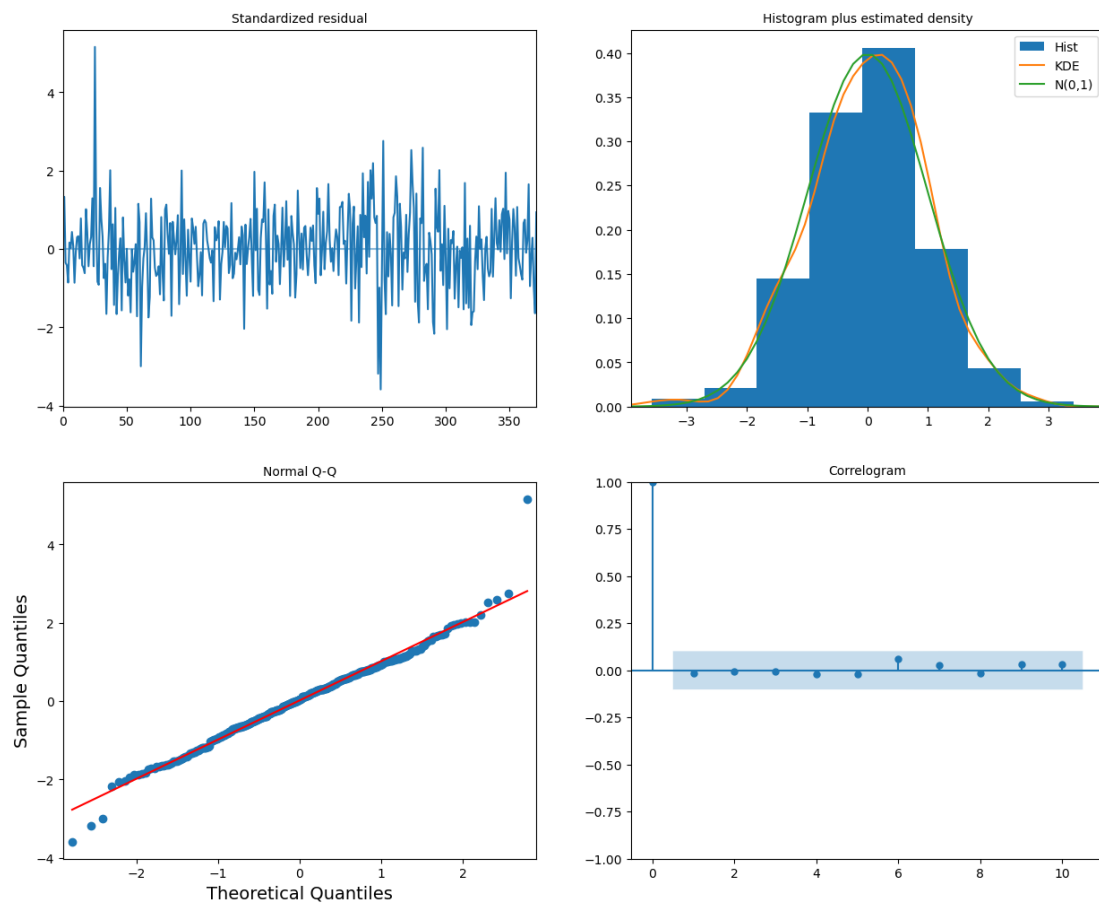 Standardized residual
4
2
0
−2
−4
0 50 100 150 200 250 300 350
Histogram plus estimated density
Hist
KDE
N(0,1)
0.40
0.35
0.30
0.25
0.20
0.15
0.10
0.05
0.00
−3 −2 −1 0 1 2 3
Normal Q-Q
Sample Quantiles
4
2
0
−2
−4
−2 −1 0 1 2
Theoretical Quantiles
Correlogram
1.00
0.75
0.50
0.25
0.00
−0.25
−0.50
−0.75
−1.00
0 2 4 6 8 10